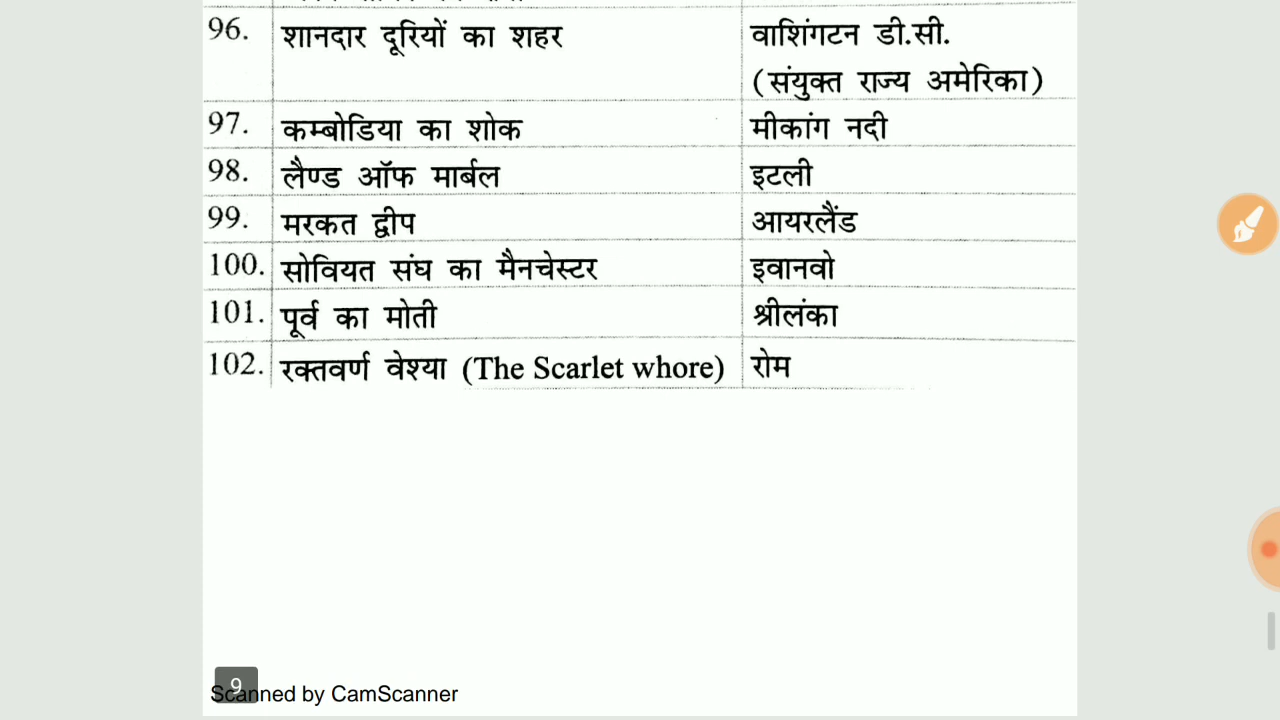 96. शानदार दूरियों का शहर वाशिंगटन डी.सी.
(संयुक्त राज्य अमेरिका)
97. कम्बोडिया का शोक मीकांग नदी
98. लैण्ड ऑफ मार्बल इटली
99. मरकत द्वीप आयरलैंड
100. सोवियत संघ का मैनचेस्टर इवानवो
101. पूर्व का मोती श्रीलंका
102. रक्तवर्ण वेश्या (The Scarlet whore) रोम
9
Scanned by CamScanner